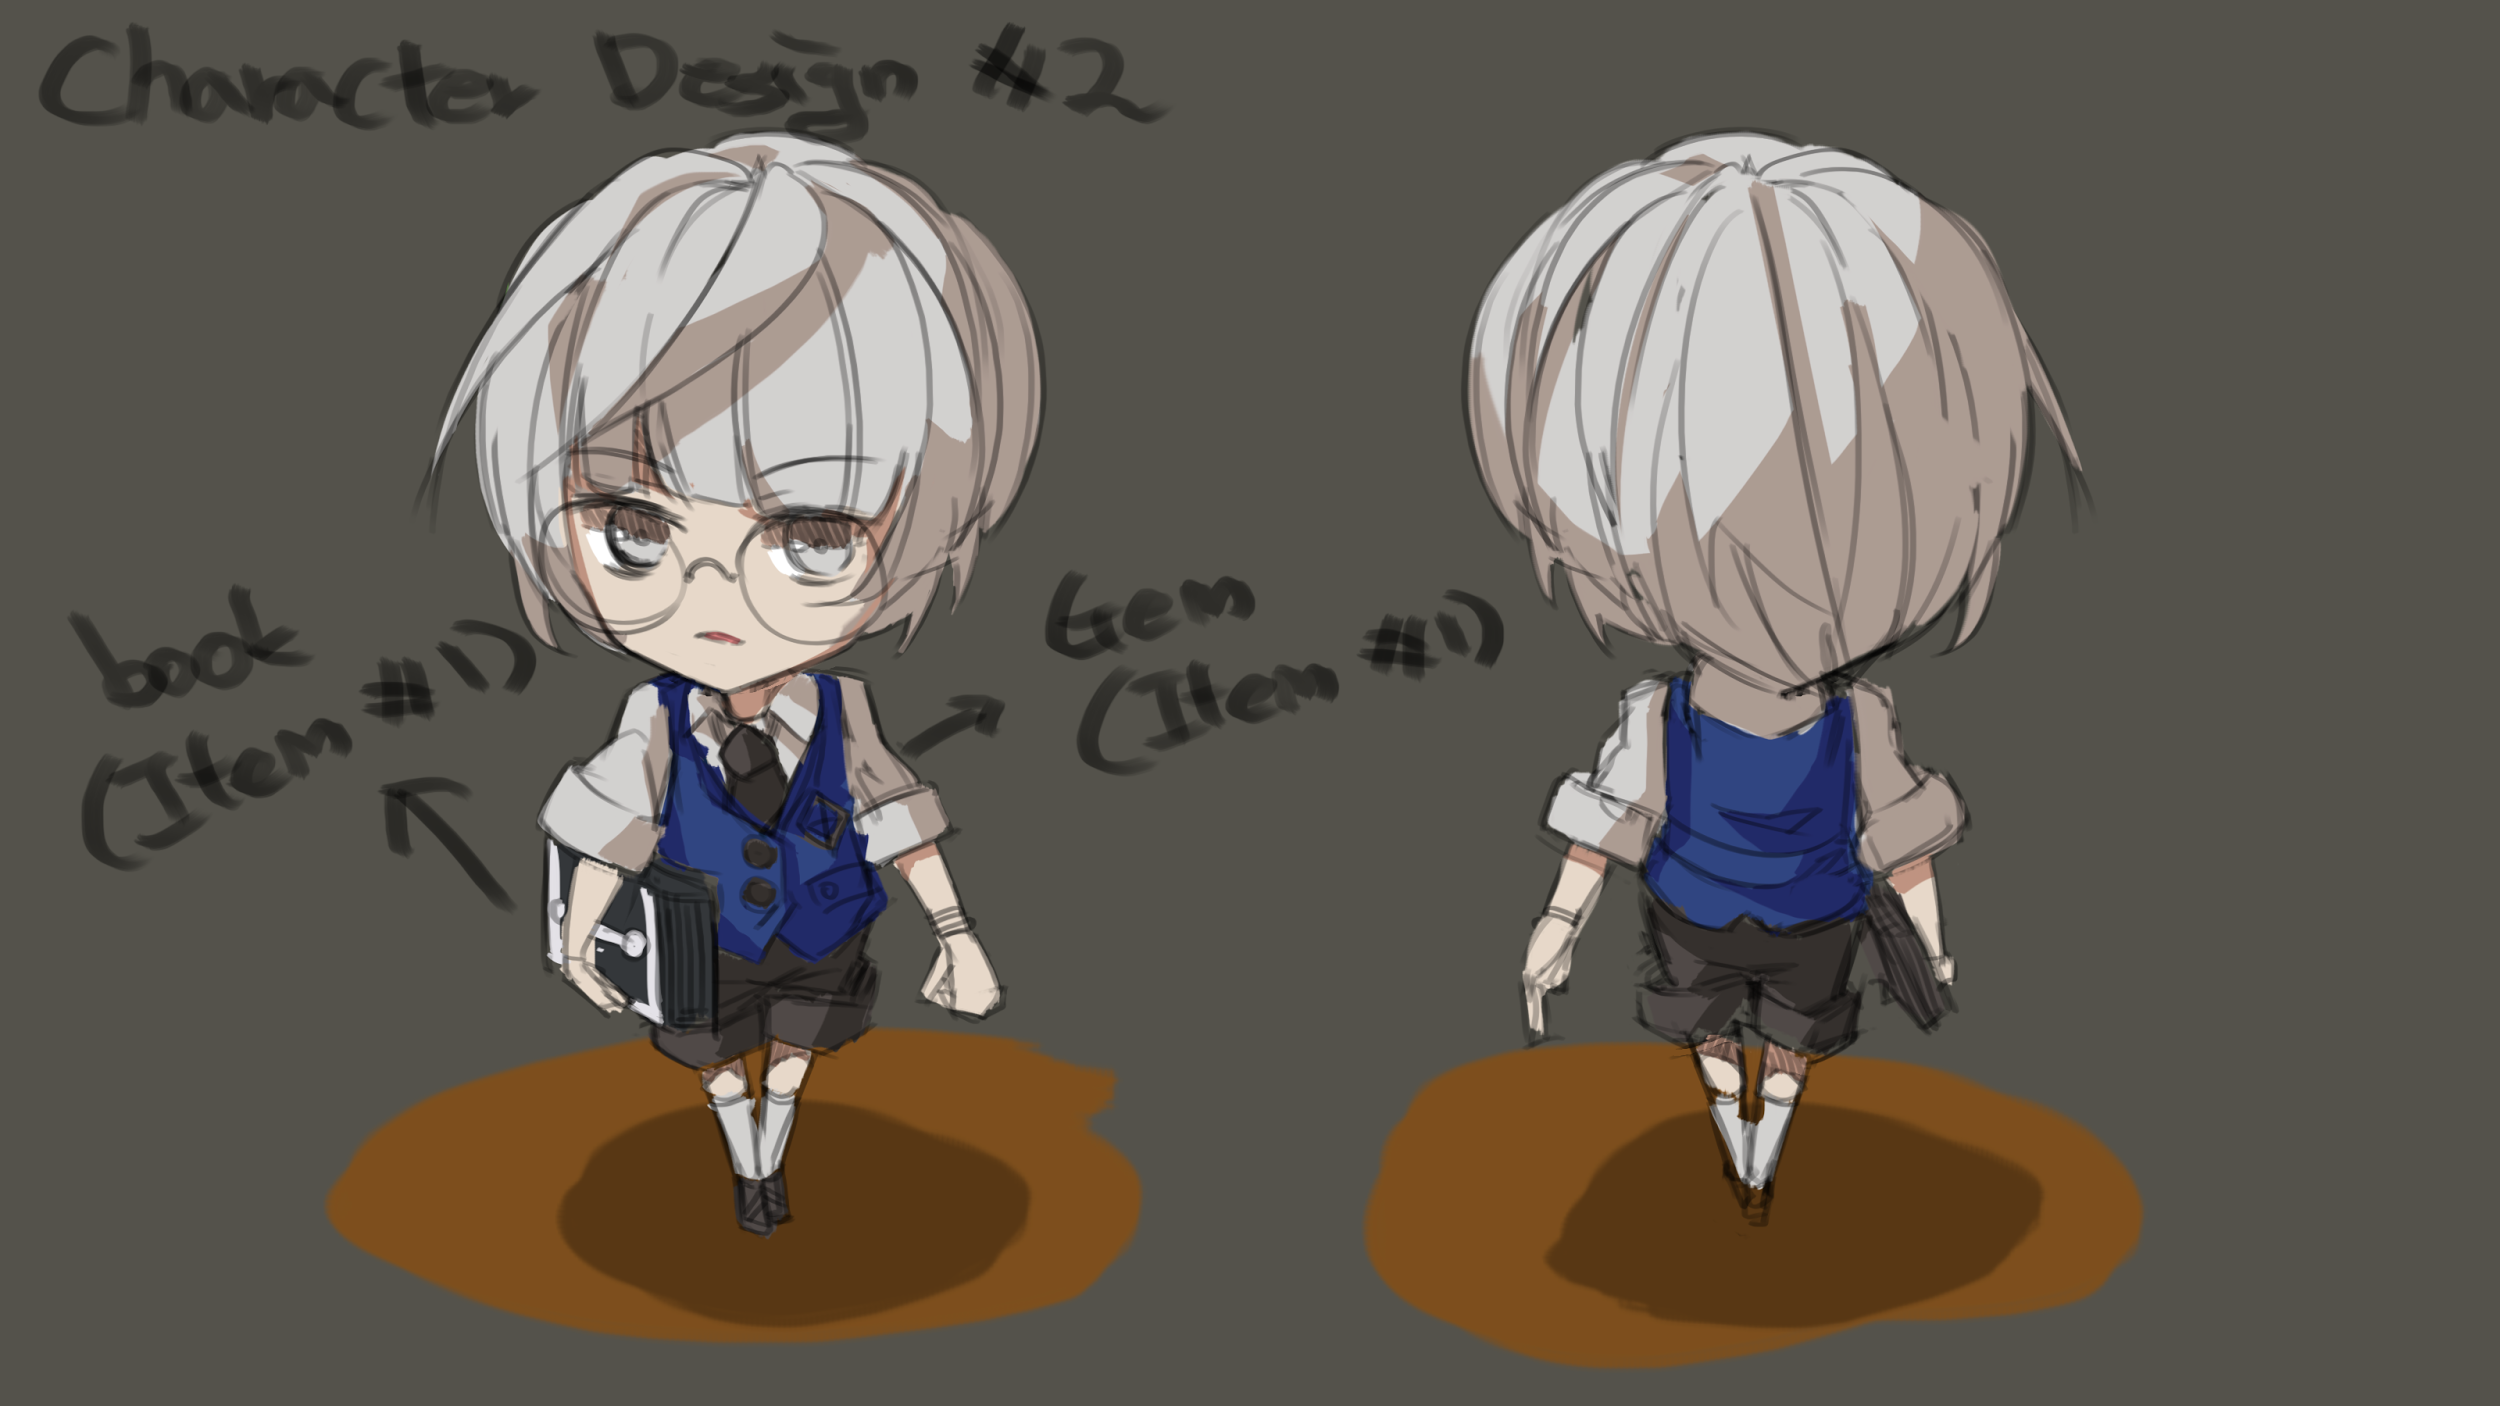 Character Design #2
book
(Item #1)
Gem
(Item #1)